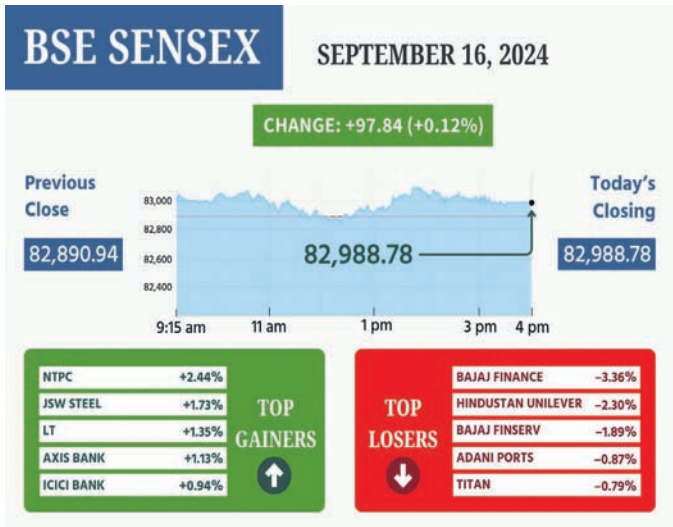 BSE SENSEX
SEPTEMBER 16, 2024
CHANGE: +97.84 (+0.12%)
Previous
Close
82,890.94
Today's
Closing
82,988.78
83,000
82,800
82,600
82,400
82,988.78
9:15 am 11 am 1 pm 3 pm 4 pm
NTPC +2.44%
JSW STEEL +1.73%
LT +1.35%
AXIS BANK +1.13%
ICICI BANK +0.94%
TOP
GAINERS
TOP
LOSERS
BAJAJ FINANCE –3.36%
HINDUSTAN UNILEVER –2.30%
BAJAJ FINSERV –1.89%
ADANI PORTS –0.87%
TITAN –0.79%